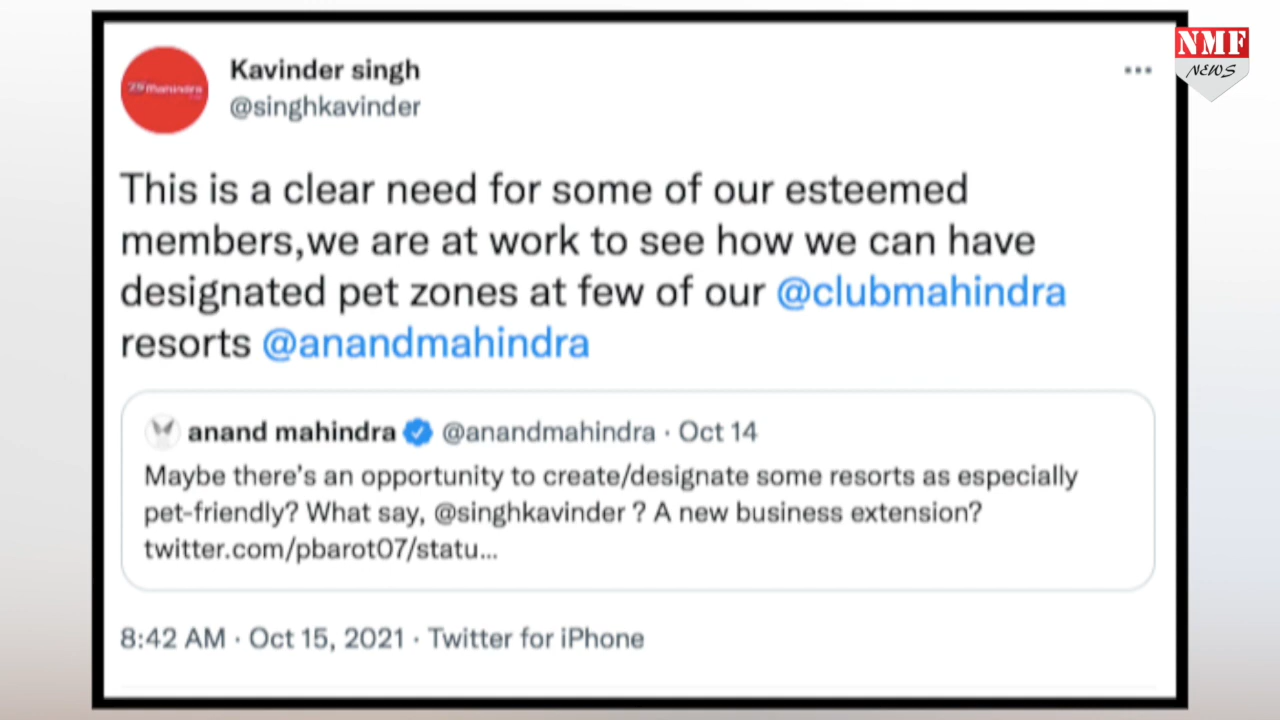 NMF
NEWS
Kavinder singh
@singhkavinder
This is a clear need for some of our esteemed
members,we are at work to see how we can have
designated pet zones at few of our @clubmahindra
resorts @anandmahindra
anand mahindra @anandmahindra · Oct 14
Maybe there's an opportunity to create/designate some resorts as especially
pet-friendly? What say, @singhkavinder ? A new business extension?
twitter.com/pbarot07/statu...
8:42 AM · Oct 15, 2021 · Twitter for iPhone